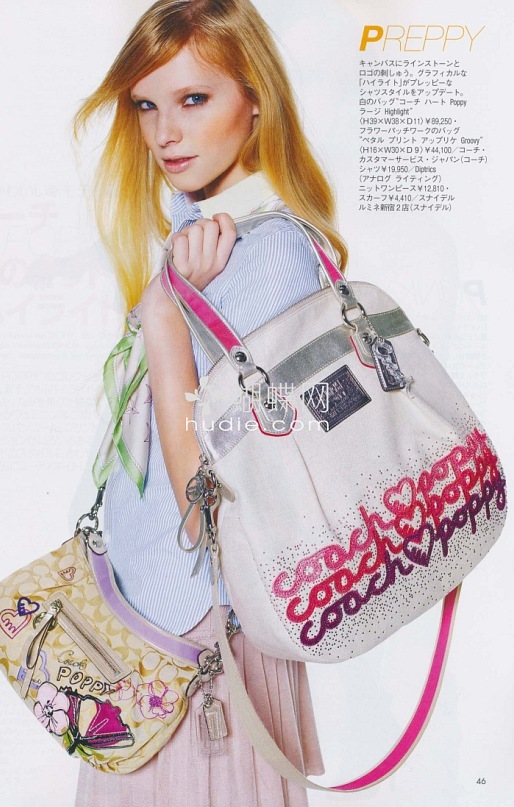 PREPPY
キャンバスにラインストーンと
ロゴの刺しゅう。グラフィカルな
「ハイライト」がプレッピーな
シャツスタイルをアップデート。
白のバッグ"コーチ ハート Poppy
ラージ Highlight"
〈H39×W38×D11〉¥89,250・
フラワーパッチワークのバッグ
"ペタル プリント アップリケ Groovy"
〈H16×W30×D 9〉¥44,100／コーチ・
カスタマーサービス・ジャパン(コーチ)
シャツ¥19,950／Diptrics
(アナログ ライティング)
ニットワンピース¥12,810・
スカーフ¥4,410／スナイデル
ルミネ新宿2店(スナイデル)
蝴蝶网
hudie.com
coach poppy
coach poppy
coach poppy
Coach
POPPY
46